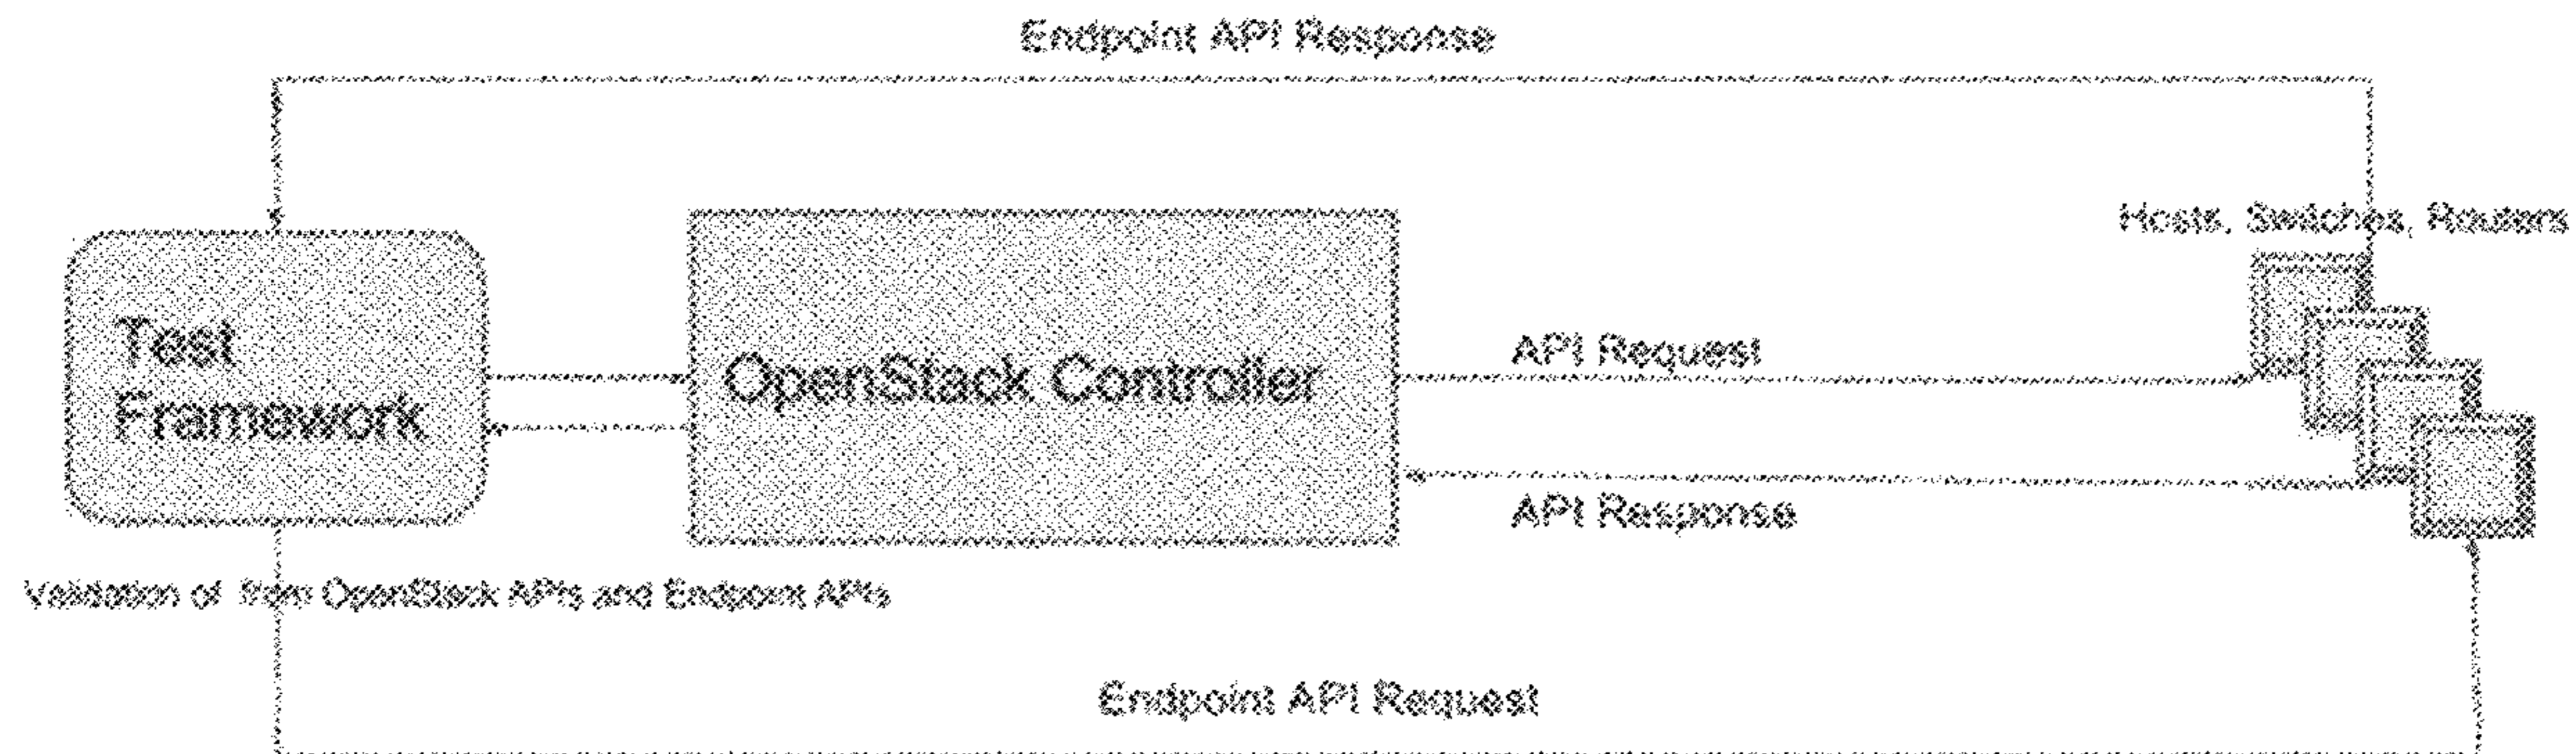 Endpoint API Response
Hosts, Switches, Routers
Test
Framework
OpenStack Controller
API Request
API Response
Validation of from OpenStack APIs and Endpoint APIs
Endpoint API Request